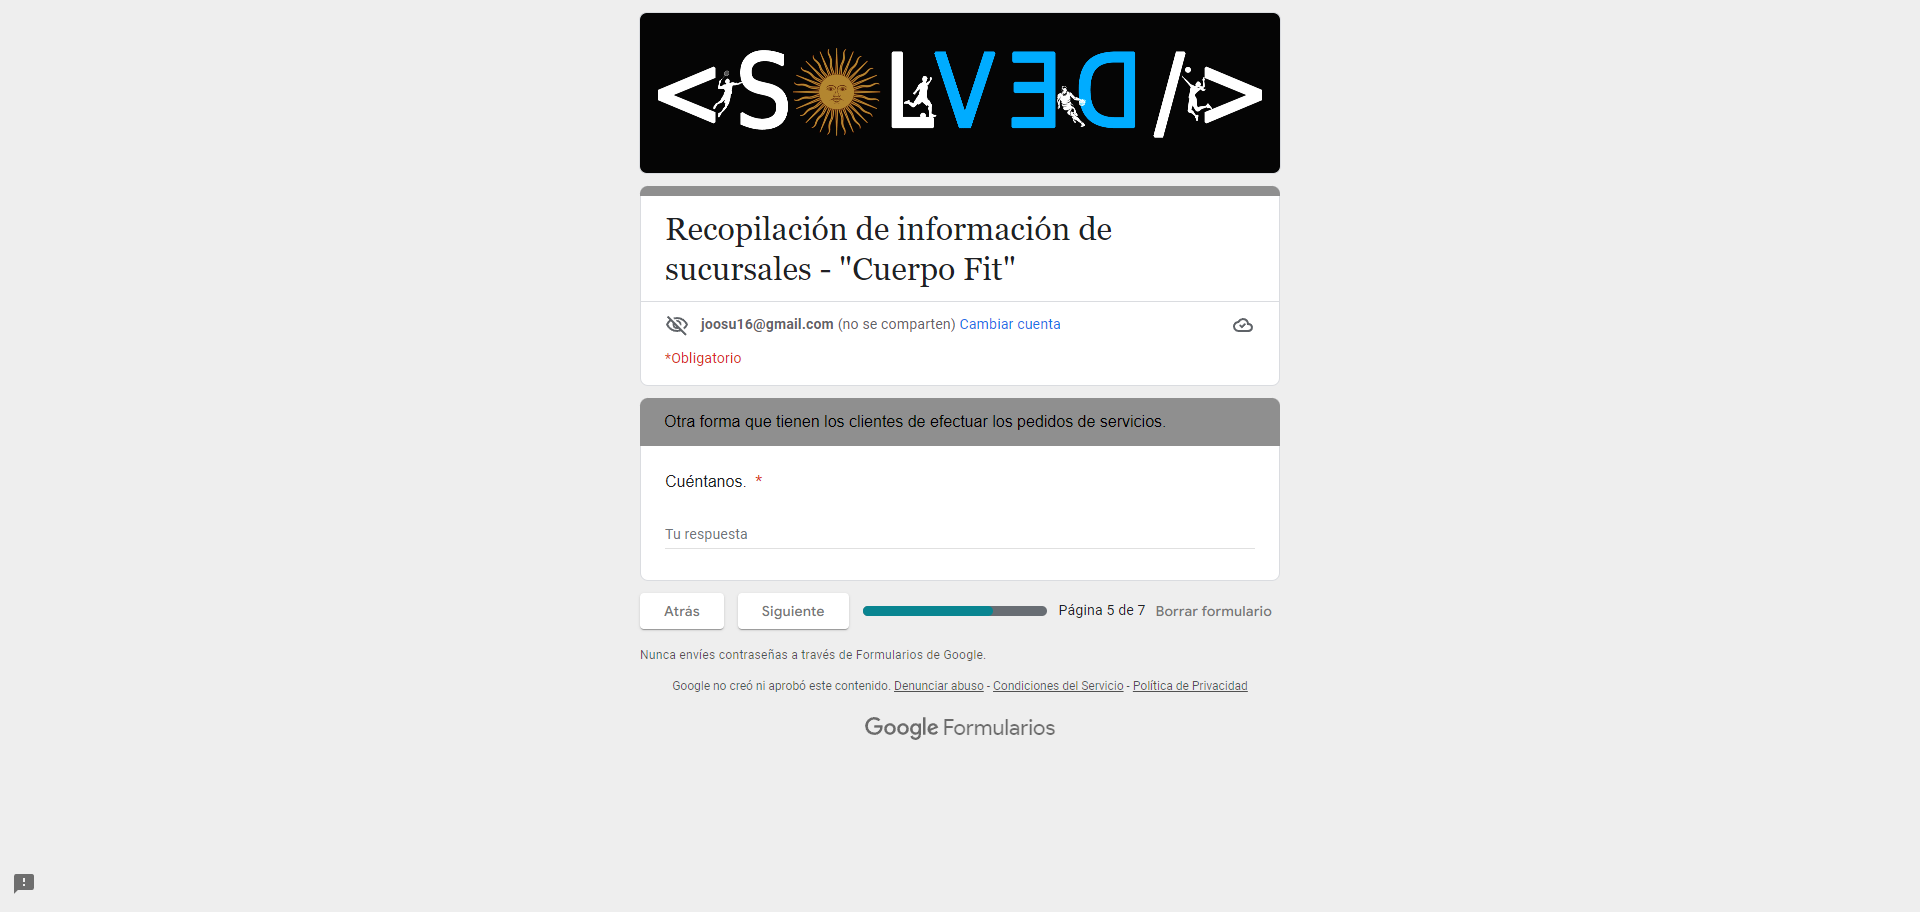 <SOLVED/>
Recopilación de información de
sucursales - "Cuerpo Fit"
joosu16@gmail.com (no se comparten) Cambiar cuenta
*Obligatorio
Otra forma que tienen los clientes de efectuar los pedidos de servicios.
Cuéntanos. *
Tu respuesta
Atrás Siguiente Página 5 de 7 Borrar formulario
Nunca envíes contraseñas a través de Formularios de Google.
Google no creó ni aprobó este contenido. Denunciar abuso - Condiciones del Servicio - Política de Privacidad
Google Formularios